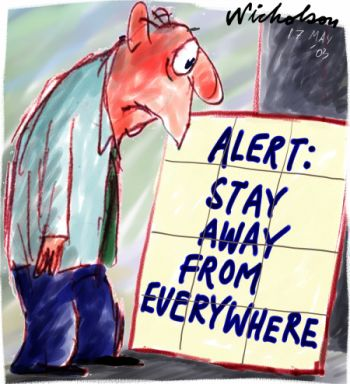 Nicholson
17 MAY
'03
ALERT:
STAY
AWAY
FROM
EVERYWHERE